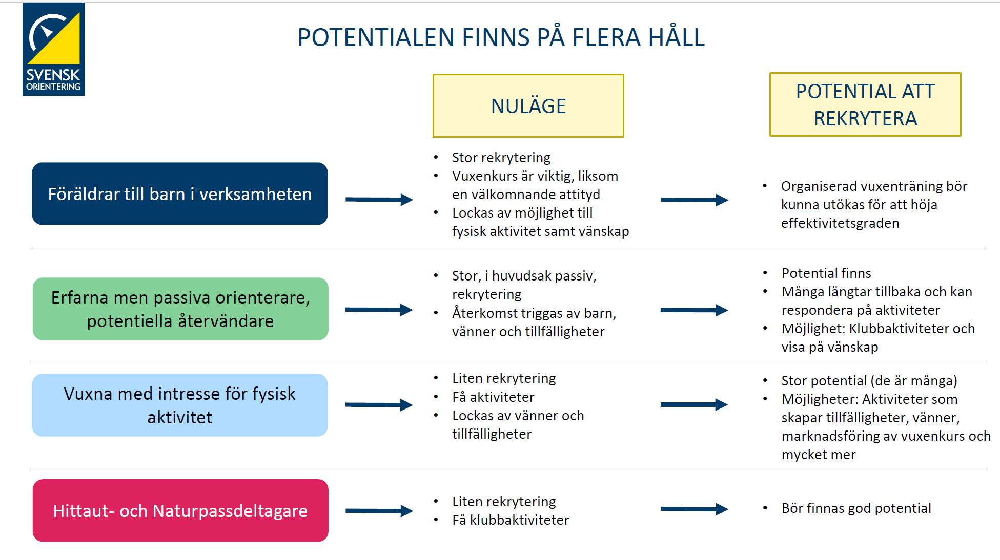 SVENSK
ORIENTERING
POTENTIALEN FINNS PÅ FLERA HÅLL
NULÄGE
POTENTIAL ATT
REKRYTERA
Föräldrar till barn i verksamheten
• Stor rekrytering
• Vuxenkurs är viktig, liksom
en välkomnande attityd
• Lockas av möjlighet till
fysisk aktivitet samt vänskap
• Organiserad vuxenträning bör
kunna utökas för att höja
effektivitetsgraden
Erfarna men passiva orienterare,
potentiella återvändare
• Stor, i huvudsak passiv,
rekrytering
• Återkomst triggas av barn,
vänner och tillfälligheter
• Potential finns
• Många längtar tillbaka och kan
respondera på aktiviteter
• Möjlighet: Klubbaktiviteter och
visa på vänskap
Vuxna med intresse för fysisk
aktivitet
• Liten rekrytering
• Få aktiviteter
• Lockas av vänner och
tillfälligheter
• Stor potential (de är många)
• Möjligheter: Aktiviteter som
skapar tillfälligheter, vänner,
marknadsföring av vuxenkurs och
mycket mer
Hittaut- och Naturpassdeltagare
• Liten rekrytering
• Få klubbaktiviteter
• Bör finnas god potential